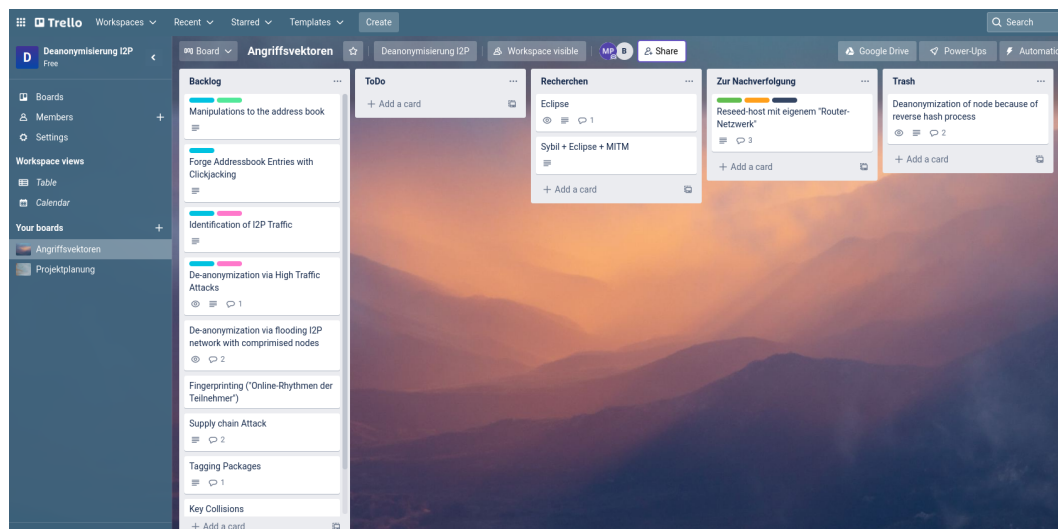 Trello
Workspaces
Recent
Starred
Templates
Create
Search
D
Deanonymisierung I2P
Free
Board
Angriffsvektoren
Deanonymisierung I2P
Workspace visible
MP
B
Share
Google Drive
Power-Ups
Automatic
Boards
Members
Settings
Workspace views
Table
Calendar
Your boards
Angriffsvektoren
Projektplanung
Backlog
Manipulations to the address book
Forge Addressbook Entries with
Clickjacking
Identification of I2P Traffic
De-anonymization via High Traffic
Attacks
1
De-anonymization via flooding I2P
network with comprimised nodes
2
Fingerprinting ("Online-Rhythmen der
Teilnehmer")
Supply chain Attack
2
Tagging Packages
1
Key Collisions
+ Add a card
ToDo
+ Add a card
Recherchen
Eclipse
1
Sybil + Eclipse + MITM
+ Add a card
Zur Nachverfolgung
Reseed-host mit eigenem "Router-
Netzwerk"
3
+ Add a card
Trash
Deanonymization of node because of
reverse hash process
2
+ Add a card